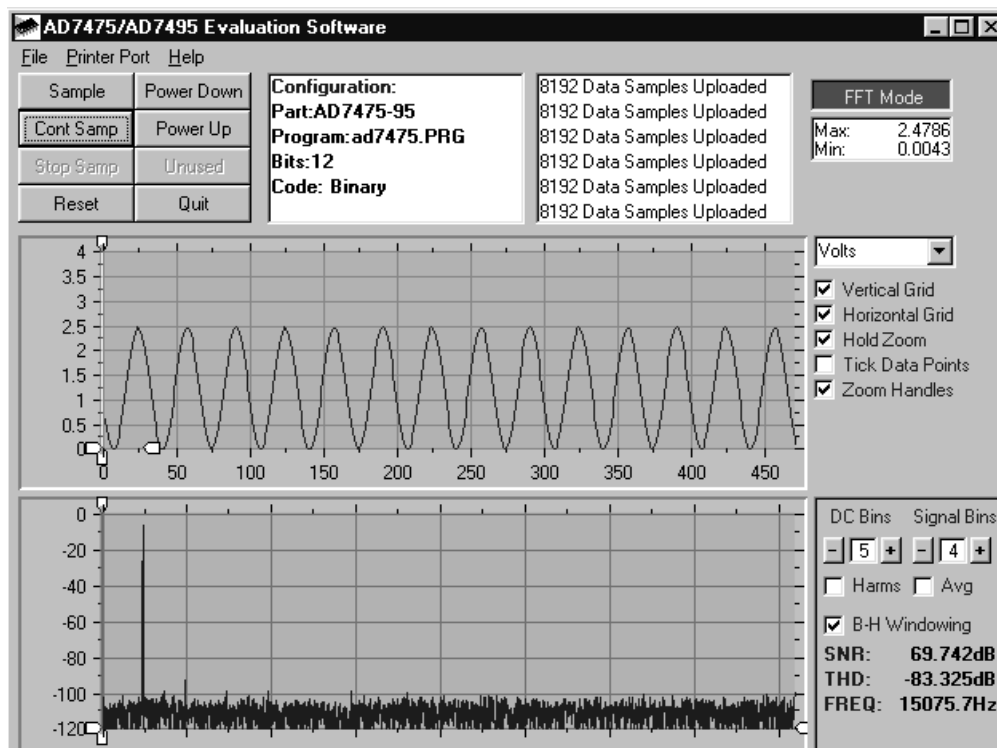 AD7475/AD7495 Evaluation Software
File Printer Port Help
Sample Power Down
Cont Samp Power Up
Stop Samp Unused
Reset Quit
Configuration:
Part:AD7475-95
Program:ad7475.PRG
Bits:12
Code: Binary
8192 Data Samples Uploaded
8192 Data Samples Uploaded
8192 Data Samples Uploaded
8192 Data Samples Uploaded
8192 Data Samples Uploaded
8192 Data Samples Uploaded
FFT Mode
Max: 2.4786
Min: 0.0043
4
3.5
3
2.5
2
1.5
1
0.5
0
0 50 100 150 200 250 300 350 400 450
Volts
Vertical Grid
Horizontal Grid
Hold Zoom
Tick Data Points
Zoom Handles
0
-20
-40
-60
-80
-100
-120
DC Bins Signal Bins
- 5 + - 4 +
Harms Avg
B-H Windowing
SNR: 69.742dB
THD: -83.325dB
FREQ: 15075.7Hz